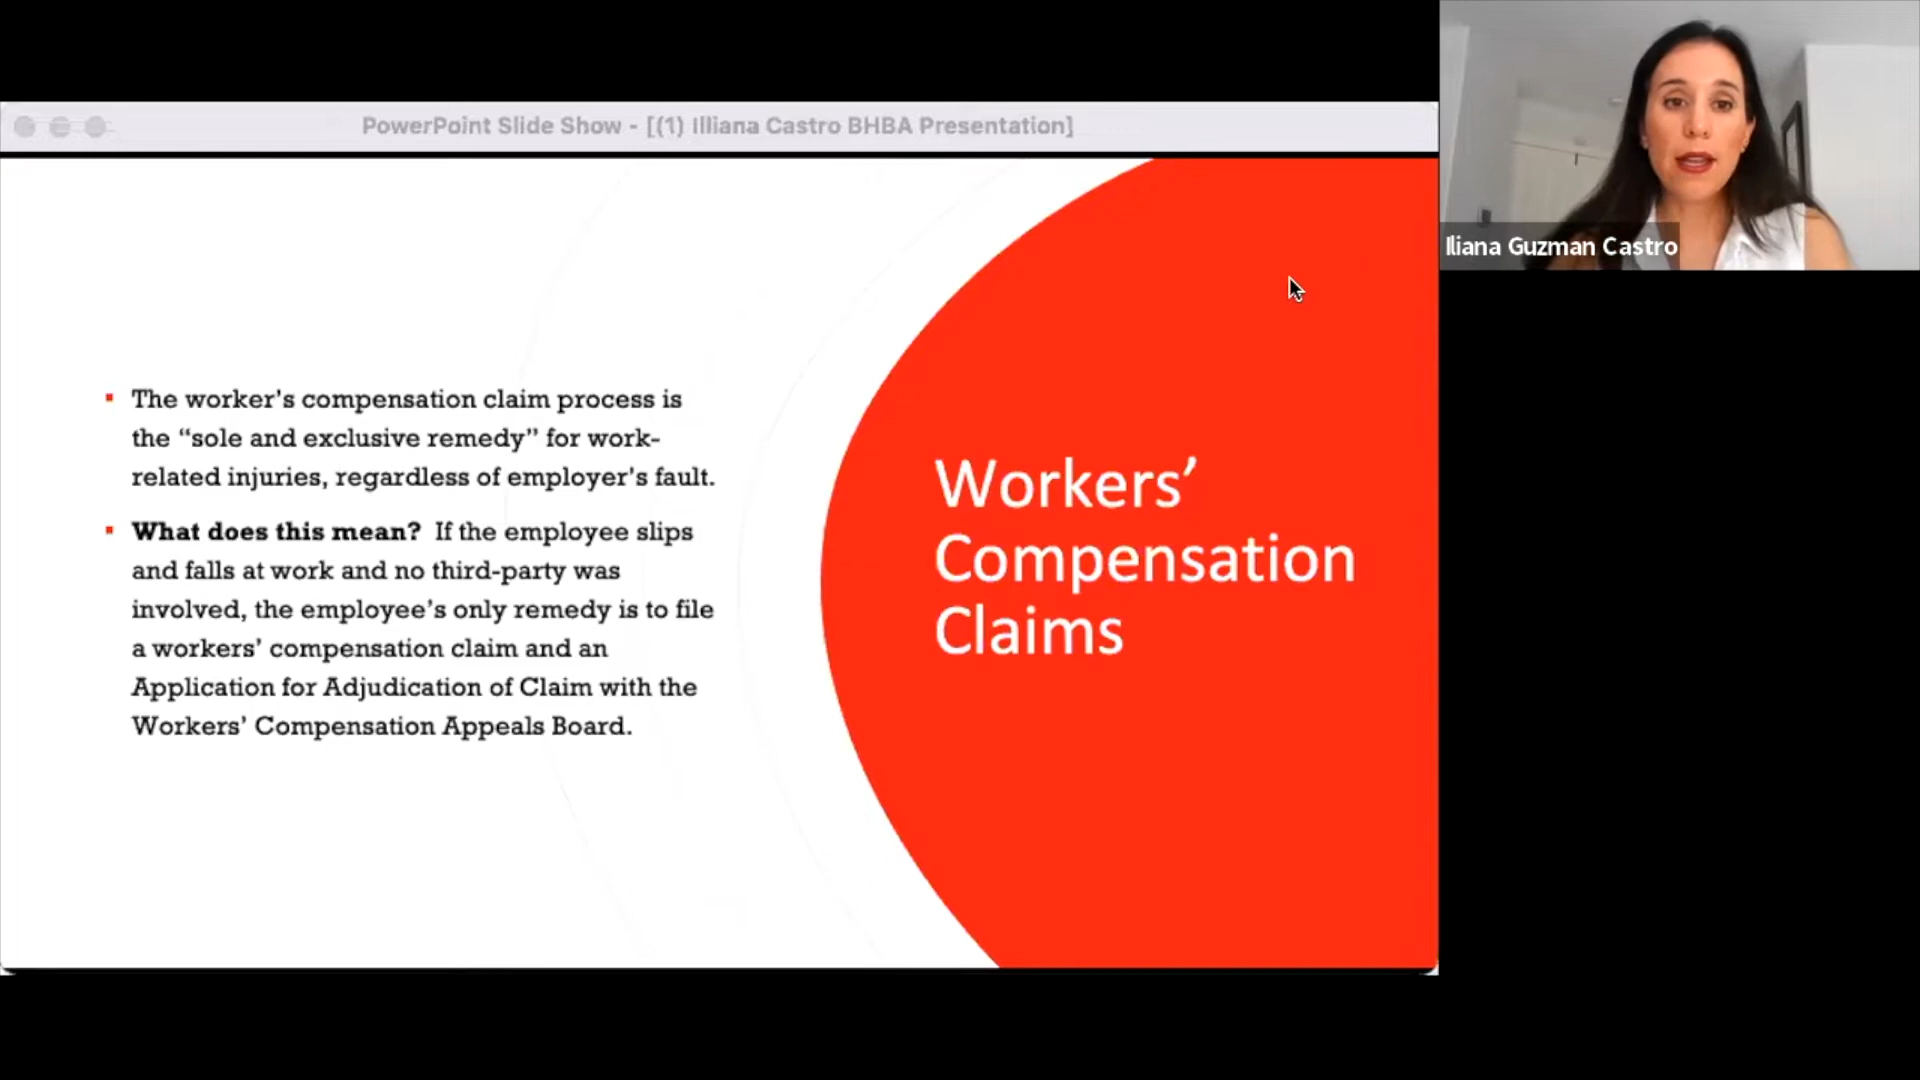 PowerPoint Slide Show - [(1) Illiana Castro BHBA Presentation]
Iliana Guzman Castro
▪ The worker’s compensation claim process is
the “sole and exclusive remedy” for work-
related injuries, regardless of employer’s fault.
▪ What does this mean? If the employee slips
and falls at work and no third-party was
involved, the employee’s only remedy is to file
a workers’ compensation claim and an
Application for Adjudication of Claim with the
Workers’ Compensation Appeals Board.
Workers’
Compensation
Claims